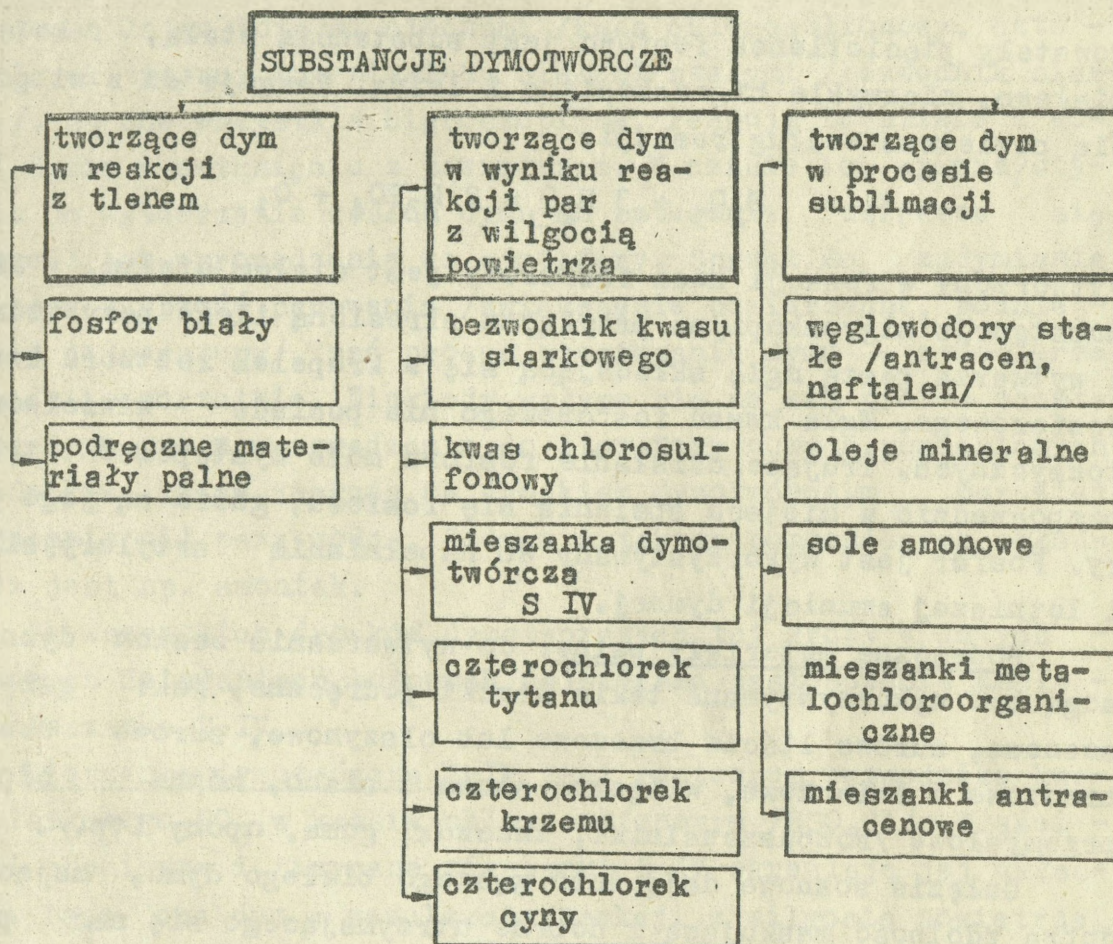 SUBSTANCJE DYMOTWÒRCZE
tworzące dym
w reakcji
z tlenem
fosfor biały
podręczne mate
riały palne
tworzące dym
w wyniku rea-
kcji par
z wilgocią
powietrza
bezwodnik kwasu
siarkowego
kwas chlorosul-
fonowy
mieszanka dymo-
twórcza
S IV
czterochlorek
tytanu
czterochlorek
krzemu
czterochlorek
cyny
tworzące dym
w procesie
sublimacji
węglowodory sta-
łe /antracen,
naftalen/
oleje mineralne
sole amonowe
mieszanki meta-
lochloroorgani-
czne
mieszanki antra-
cenowe